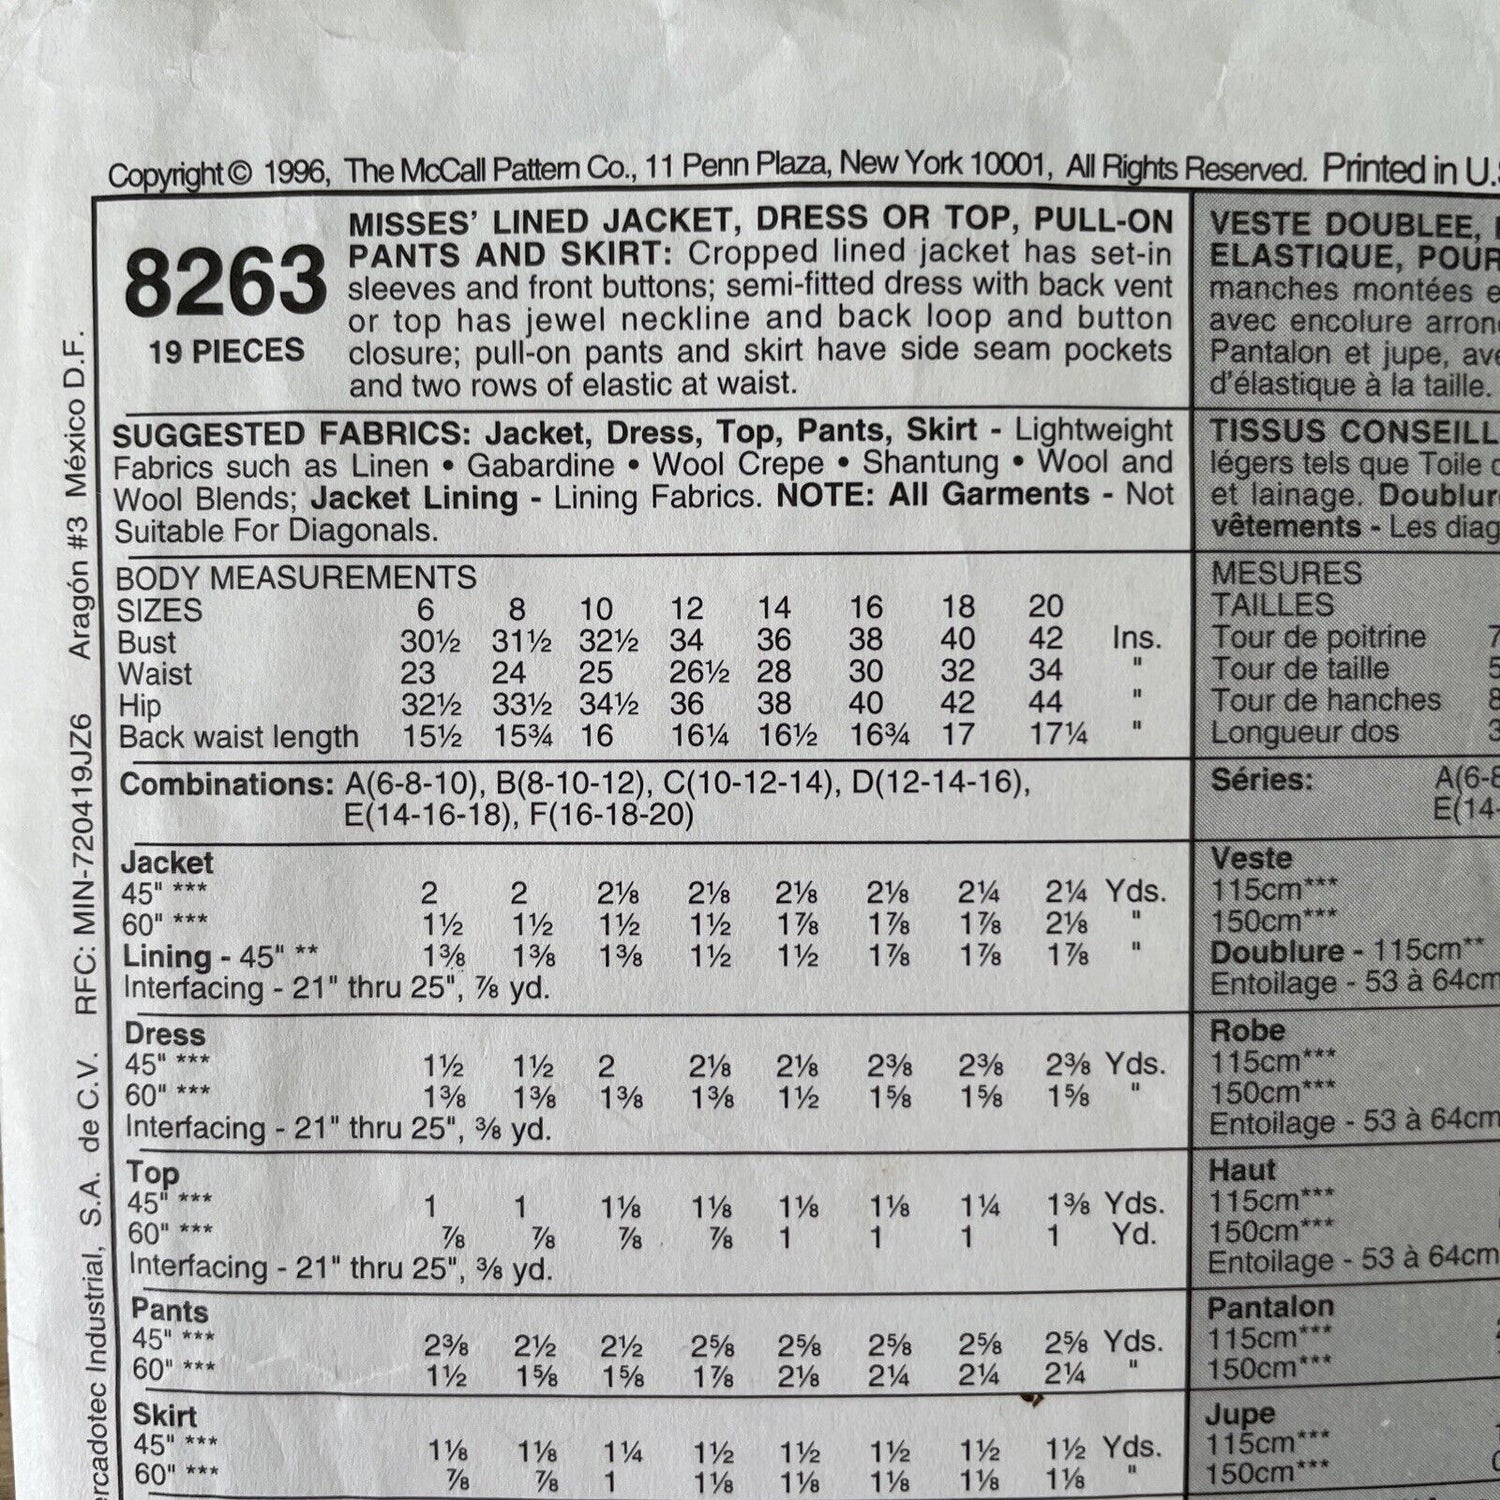 Copyright© 1996, The McCall Pattern Co., 11 Penn Plaza, New York 10001, All Rights Reserved. Printed in
8263
19 PIECES
MISSES' LINED JACKET, DRESS OR TOP, PULL-ON
PANTS AND SKIRT: Cropped lined jacket has set-in
sleeves and front buttons; semi-fitted dress with back vent
or top has jewel neckline and back loop and button
closure; pull-on pants and skirt have side seam pockets
and two rows of elastic at waist.
SUGGESTED FABRICS: Jacket, Dress, Top, Pants, Skirt - Lightweight
Fabrics such as Linen • Gabardine • Wool Crepe • Shantung • Wool and
Wool Blends; Jacket Lining - Lining Fabrics. NOTE: All Garments - Not
Suitable For Diagonals.
BODY MEASUREMENTS
SIZES 6 8 10 12 14 16 18 20
Bust 30½ 31½ 32½ 34 36 38 40 42 Ins.
Waist 23 24 25 26½ 28 30 32 34 "
Hip 32½ 33½ 34½ 36 38 40 42 44 "
Back waist length 15½ 15¾ 16 16¼ 16½ 16¾ 17 17¼ "
Combinations: A(6-8-10), B(8-10-12), C(10-12-14), D(12-14-16),
E(14-16-18), F(16-18-20)
Jacket
45" *** 2 2 2⅛ 2⅛ 2⅛ 2⅛ 2¼ 2¼ Yds.
60" *** 1½ 1½ 1½ 1½ 1⅞ 1⅞ 1⅞ 2⅛ "
Lining - 45" ** 1⅜ 1⅜ 1⅜ 1½ 1½ 1⅞ 1⅞ 1⅞ "
Interfacing - 21" thru 25", ⅞ yd.
Dress
45" *** 1½ 1½ 2 2⅛ 2⅛ 2⅜ 2⅜ 2⅜ Yds.
60" *** 1⅜ 1⅜ 1⅜ 1⅜ 1½ 1⅝ 1⅝ 1⅝ "
Interfacing - 21" thru 25", ⅜ yd.
Top
45" *** 1 1 1⅛ 1⅛ 1⅛ 1⅛ 1¼ 1⅜ Yds.
60" *** ⅞ ⅞ ⅞ ⅞ 1 1 1 1 Yd.
Interfacing - 21" thru 25", ⅜ yd.
Pants
45" *** 2⅜ 2½ 2½ 2⅝ 2⅝ 2⅝ 2⅝ 2⅝ Yds.
60" *** 1½ 1⅝ 1⅝ 1⅞ 2⅛ 2¼ 2¼ 2¼ "
Skirt
45" *** 1⅛ 1⅛ 1¼ 1½ 1½ 1½ 1½ 1½ Yds.
60" *** ⅞ ⅞ 1 1⅛ 1⅛ 1⅛ 1⅛ 1⅛ "
VESTE DOUBLEE,
ELASTIQUE, POUR
manches montées
avec encolure
Pantalon et jupe,
d'élastique à la taille.
TISSUS
légers tels que Toile
et lainage.
vêtements - Les
MESURES
TAILLES
Tour de poitrine
Tour de taille
Tour de hanches
Longueur dos
Séries:
Veste
115cm***
150cm***
Doublure - 115cm**
Entoilage - 53 à 64cm
Robe
115cm***
150cm***
Entoilage - 53 à 64cm
Haut
115cm***
150cm***
Entoilage - 53 à 64cm
Pantalon
115cm***
150cm***
Jupe
115cm***
150cm***
Industrial, S.A. de C.V. RFC: MIN-720419JZ6 Aragón #3 México D.F.